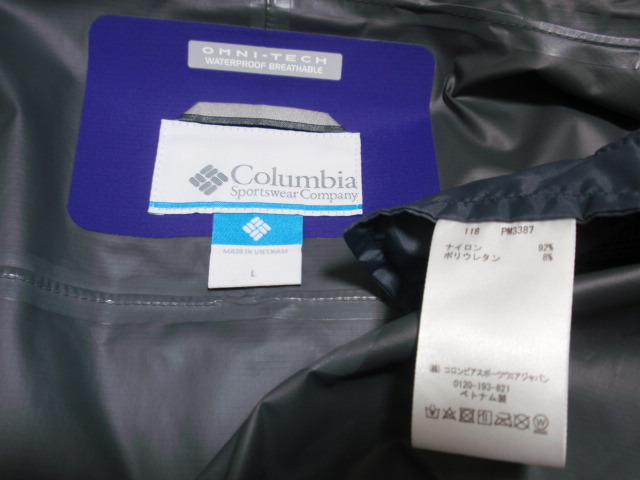 OMNI-TECH
WATERPROOF BREATHABLE
Columbia
Sportswear Company
MADE IN VIETNAM
L
118 PM3387
ナイロン 92%
ポリウレタン 8%
㈱コロンビアスポーツウエアジャパン
0120-193-821
ベトナム製